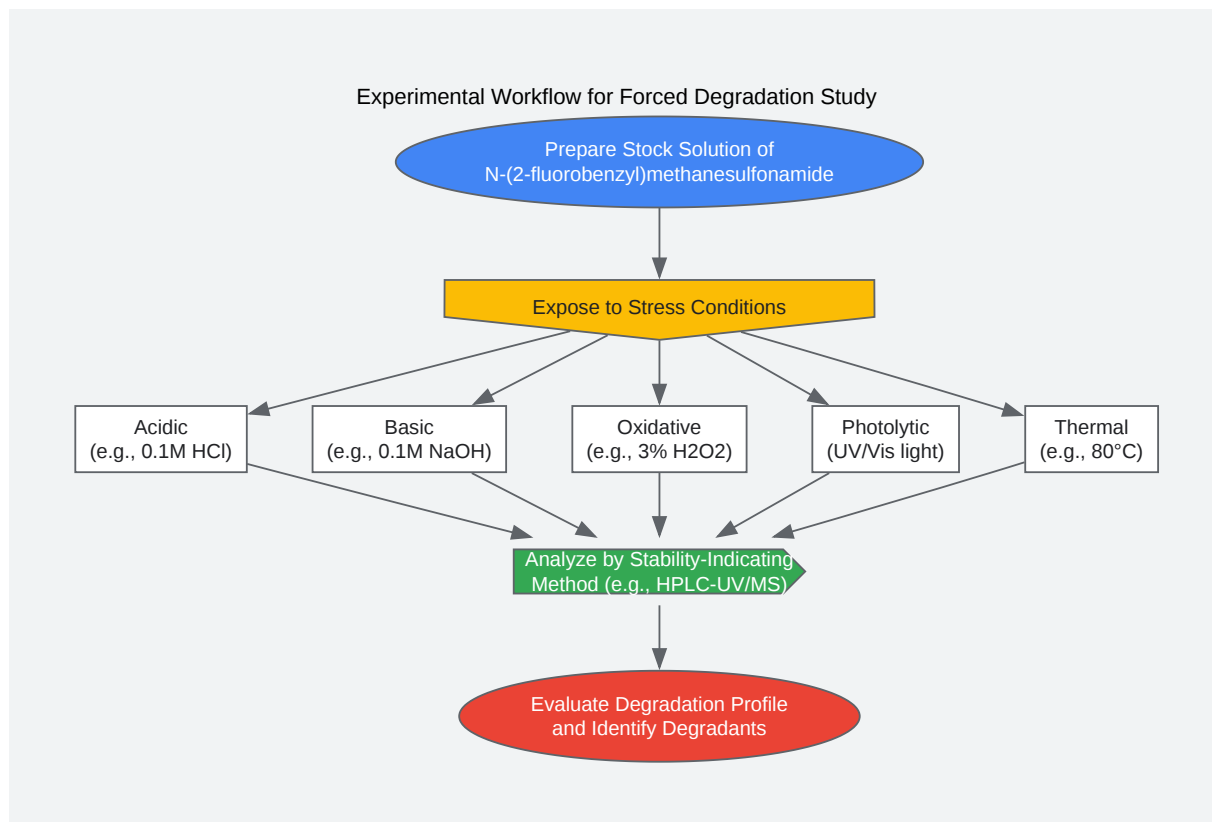 Experimental Workflow for Forced Degradation Study
Prepare Stock Solution of
N-(2-fluorobenzyl)methanesulfonamide
Expose to Stress Conditions
Acidic
(e.g., 0.1M HCl)
Basic
(e.g., 0.1M NaOH)
Oxidative
(e.g., 3% H2O2)
Photolytic
(UV/Vis light)
Thermal
(e.g., 80°C)
Analyze by Stability-Indicating
Method (e.g., HPLC-UV/MS)
Evaluate Degradation Profile
and Identify Degradants